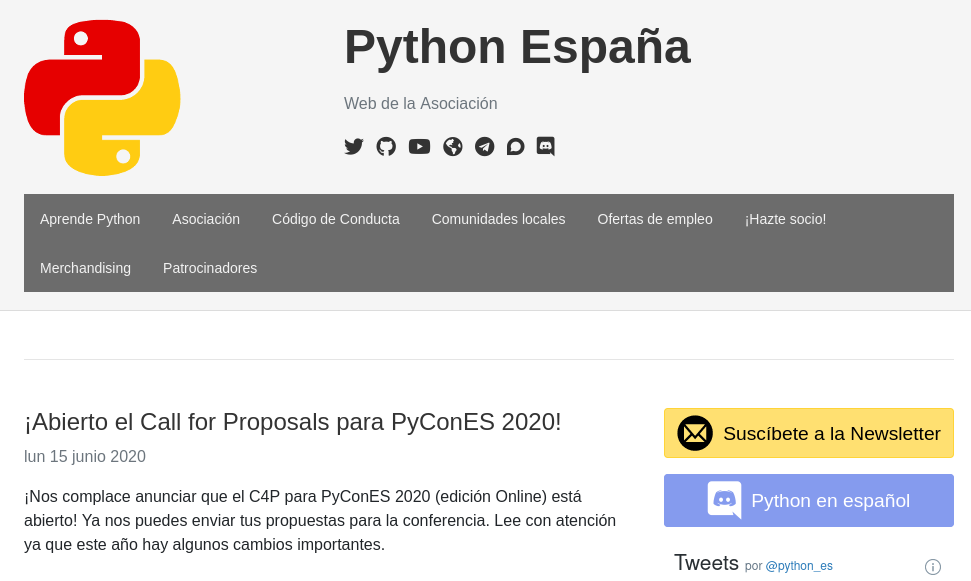 Python España
Web de la Asociación
Aprende Python Asociación Código de Conducta Comunidades locales Ofertas de empleo ¡Hazte socio!
Merchandising Patrocinadores
¡Abierto el Call for Proposals para PyConES 2020!
lun 15 junio 2020
¡Nos complace anunciar que el C4P para PyConES 2020 (edición Online) está
abierto! Ya nos puedes enviar tus propuestas para la conferencia. Lee con atención
ya que este año hay algunos cambios importantes.
Suscíbete a la Newsletter
Python en español
Tweets por @python_es